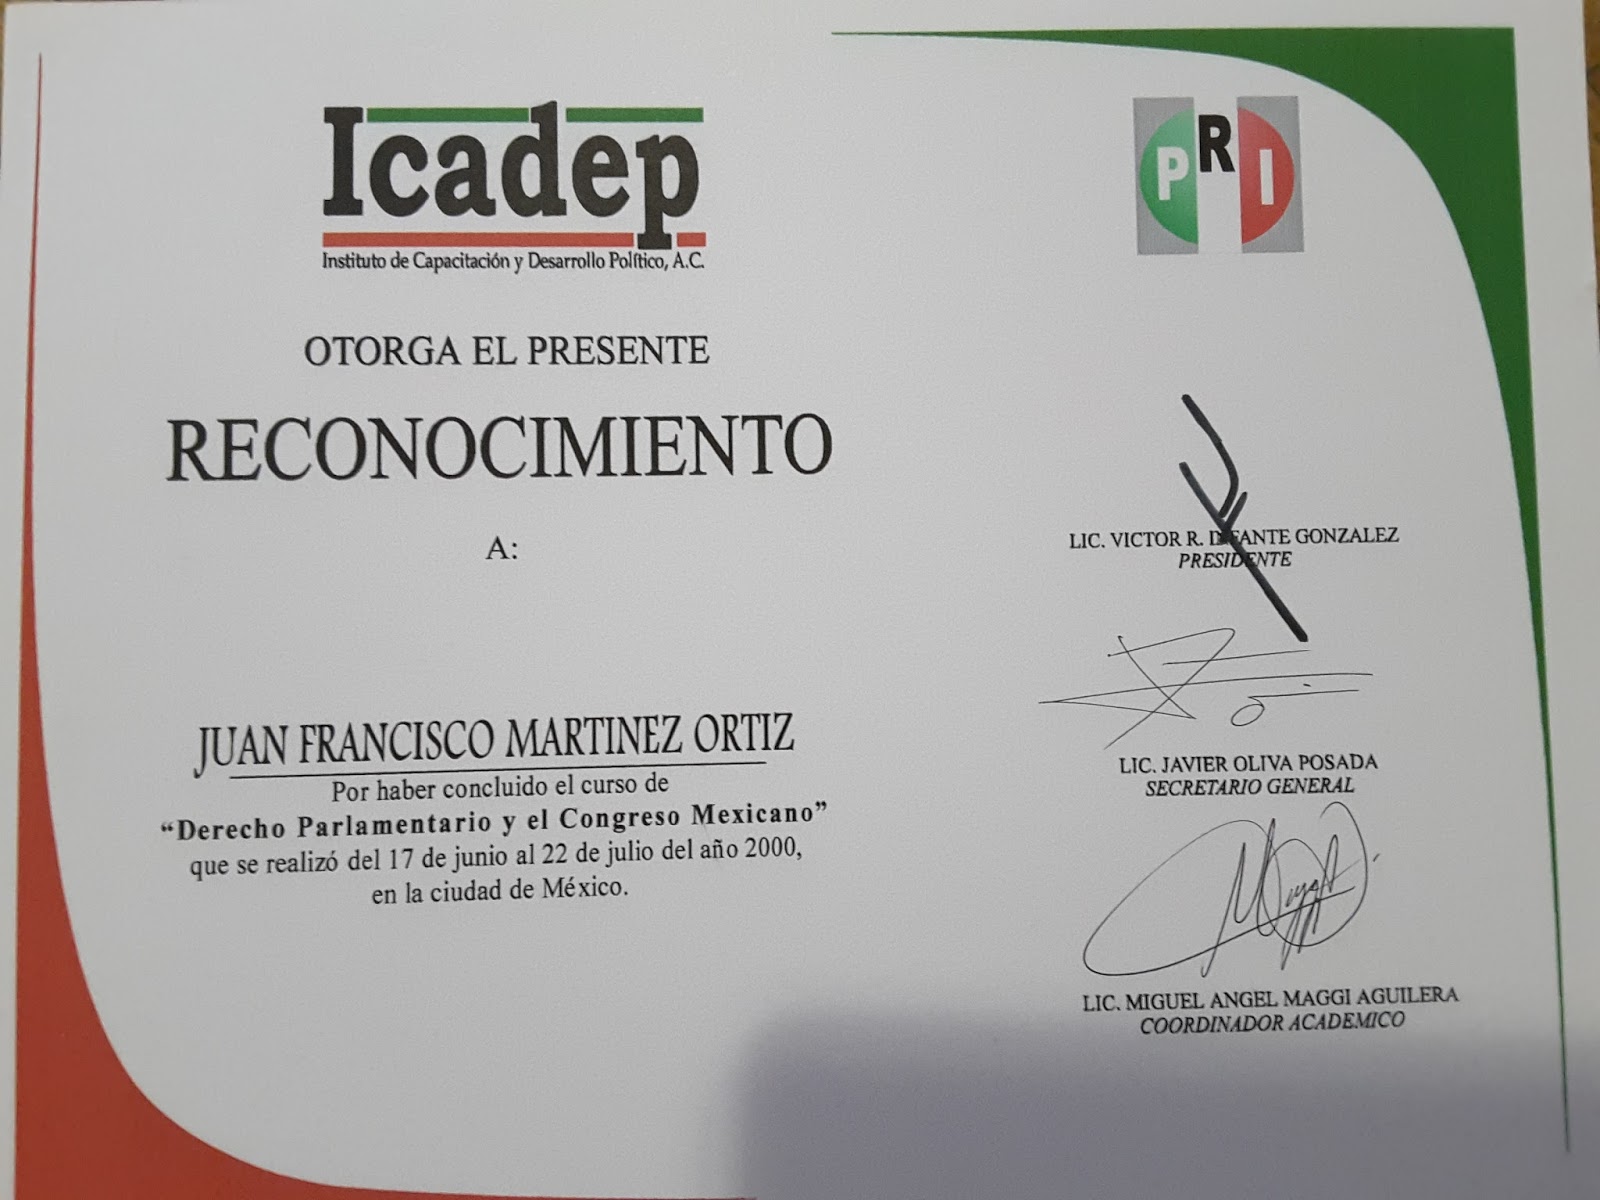 Icadep
Instituto de Capacitación y Desarrollo Político, A.C.
PRI
OTORGA EL PRESENTE
RECONOCIMIENTO
A:
JUAN FRANCISCO MARTINEZ ORTIZ
Por haber concluido el curso de
“Derecho Parlamentario y el Congreso Mexicano”
que se realizó del 17 de junio al 22 de julio del año 2000,
en la ciudad de México.
LIC. VICTOR R. INFANTE GONZALEZ
PRESIDENTE
LIC. JAVIER OLIVA POSADA
SECRETARIO GENERAL
LIC. MIGUEL ANGEL MAGGI AGUILERA
COORDINADOR ACADEMICO